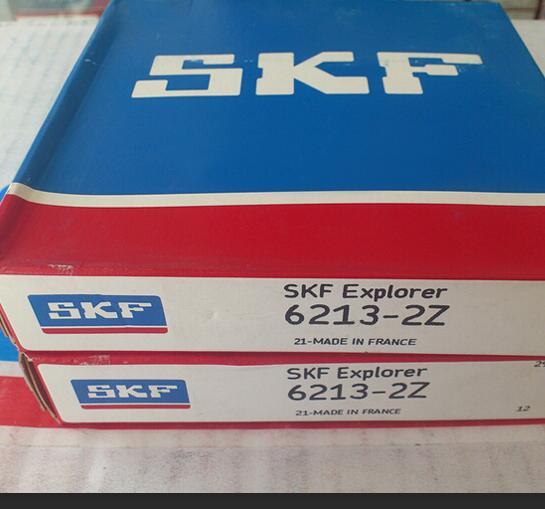 SKF
SKF
SKF Explorer
6213-2Z
21-MADE IN FRANCE
SKF
SKF Explorer
6213-2Z
21-MADE IN FRANCE
12